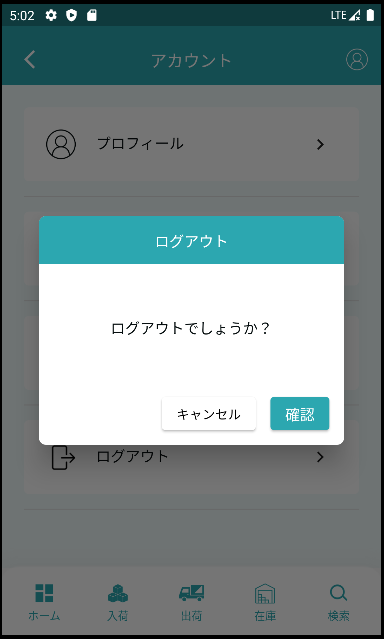 5:02
LTE
アカウント
プロフィール
ログアウト
ログアウトでしょうか？
キャンセル
確認
ログアウト
ホーム
入荷
出荷
在庫
検索